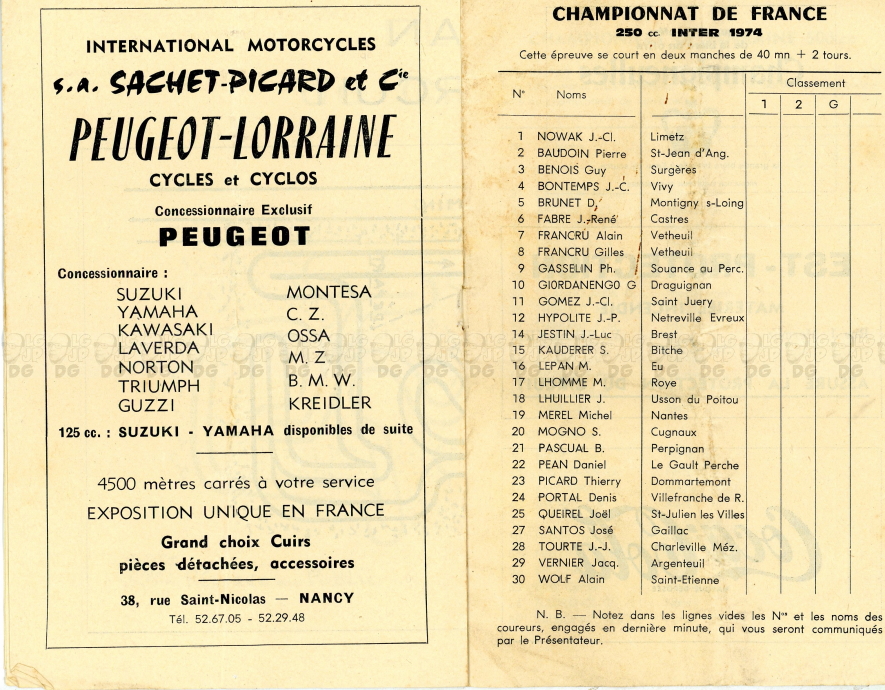 INTERNATIONAL MOTORCYCLES
s.a. SACHET-PICARD et Cie
PEUGEOT-LORRAINE
CYCLES et CYCLOS
Concessionnaire Exclusif
PEUGEOT
Concessionnaire :
SUZUKI MONTESA
YAMAHA C. Z.
KAWASAKI OSSA
LAVERDA M. Z
NORTON B. M. W.
TRIUMPH KREIDLER
GUZZI
125 cc. : SUZUKI - YAMAHA disponibles de suite
4500 mètres carrés à votre service
EXPOSITION UNIQUE EN FRANCE
Grand choix Cuirs
pièces détachées, accessoires
38, rue Saint-Nicolas — NANCY
Tél. 52.67.05 - 52.29.48
CHAMPIONNAT DE FRANCE
250 cc. INTER 1974
Cette épreuve se court en deux manches de 40 mn + 2 tours.
N° Noms Classement
1 2 G
1 NOWAK J.-Cl. Limetz
2 BAUDOIN Pierre St-Jean d'Ang.
3 BENOIS Guy Surgères
4 BONTEMPS J.-C. Vivy
5 BRUNET D. Montigny s-Loing
6 FABRE J.-René Castres
7 FRANCRU Alain Vetheuil
8 FRANCRU Gilles Vetheuil
9 GASSELIN Ph. Souance au Perc.
10 GIORDANENGO G Draguignan
11 GOMEZ J.-Cl. Saint Juery
12 HYPOLITE J.-P. Netreville Evreux
14 JESTIN J.-Luc Brest
15 KAUDERER S. Bitche
16 LEPAN M. Eu
17 LHOMME M. Roye
18 LHUILLIER J. Usson du Poitou
19 MEREL Michel Nantes
20 MOGNO S. Cugnaux
21 PASCUAL B. Perpignan
22 PEAN Daniel Le Gault Perche
23 PICARD Thierry Dommartemont
24 PORTAL Denis Villefranche de R.
25 QUEIREL Joël St-Julien les Villes
27 SANTOS José Gaillac
28 TOURTE J.-J. Charleville Méz.
29 VERNIER Jacq. Argenteuil
30 WOLF Alain Saint-Etienne
N. B. — Notez dans les lignes vides les Nos et les noms des
coureurs, engagés en dernière minute, qui vous seront communiqués
par le Présentateur.